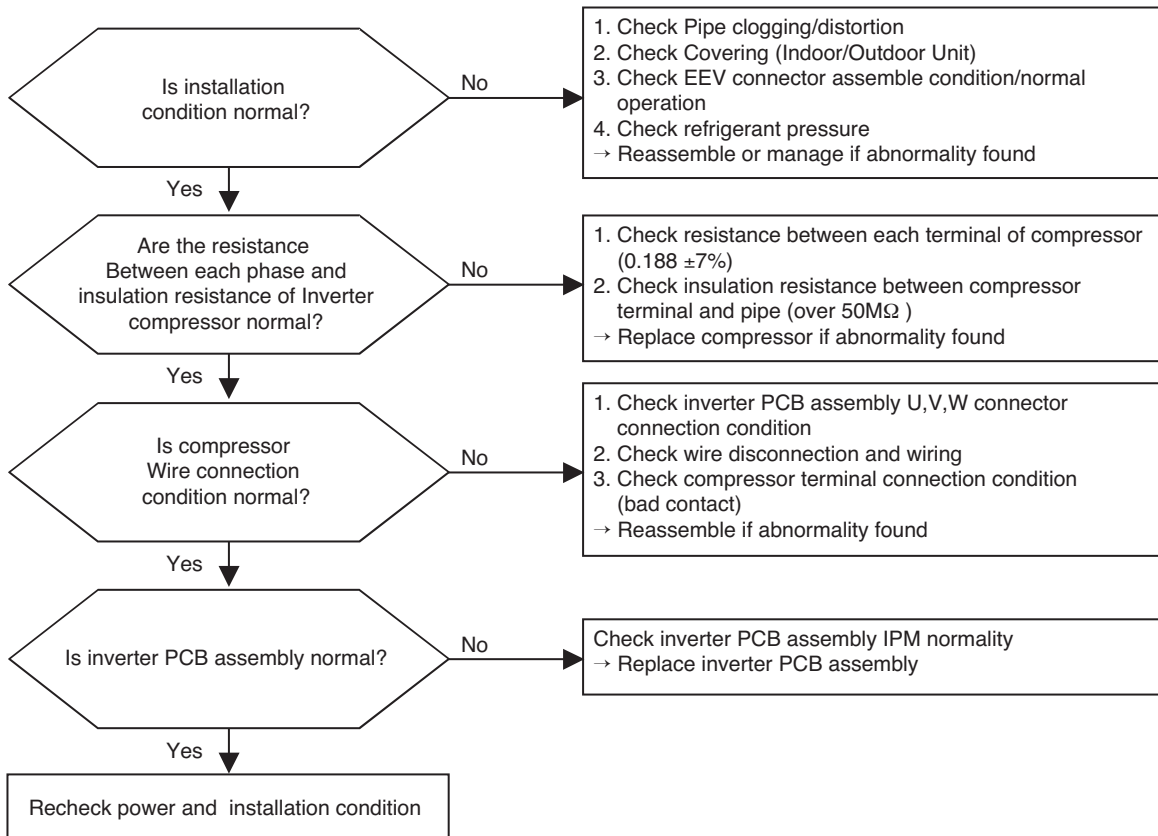 Is installation
condition normal?
No
1. Check Pipe clogging/distortion
2. Check Covering (Indoor/Outdoor Unit)
3. Check EEV connector assemble condition/normal
operation
4. Check refrigerant pressure
→ Reassemble or manage if abnormality found
Yes
Are the resistance
Between each phase and
insulation resistance of Inverter
compressor normal?
No
1. Check resistance between each terminal of compressor
(0.188 ±7%)
2. Check insulation resistance between compressor
terminal and pipe (over 50MΩ )
→ Replace compressor if abnormality found
Yes
Is compressor
Wire connection
condition normal?
No
1. Check inverter PCB assembly U,V,W connector
connection condition
2. Check wire disconnection and wiring
3. Check compressor terminal connection condition
(bad contact)
→ Reassemble if abnormality found
Yes
Is inverter PCB assembly normal?
No
Check inverter PCB assembly IPM normality
→ Replace inverter PCB assembly
Yes
Recheck power and installation condition